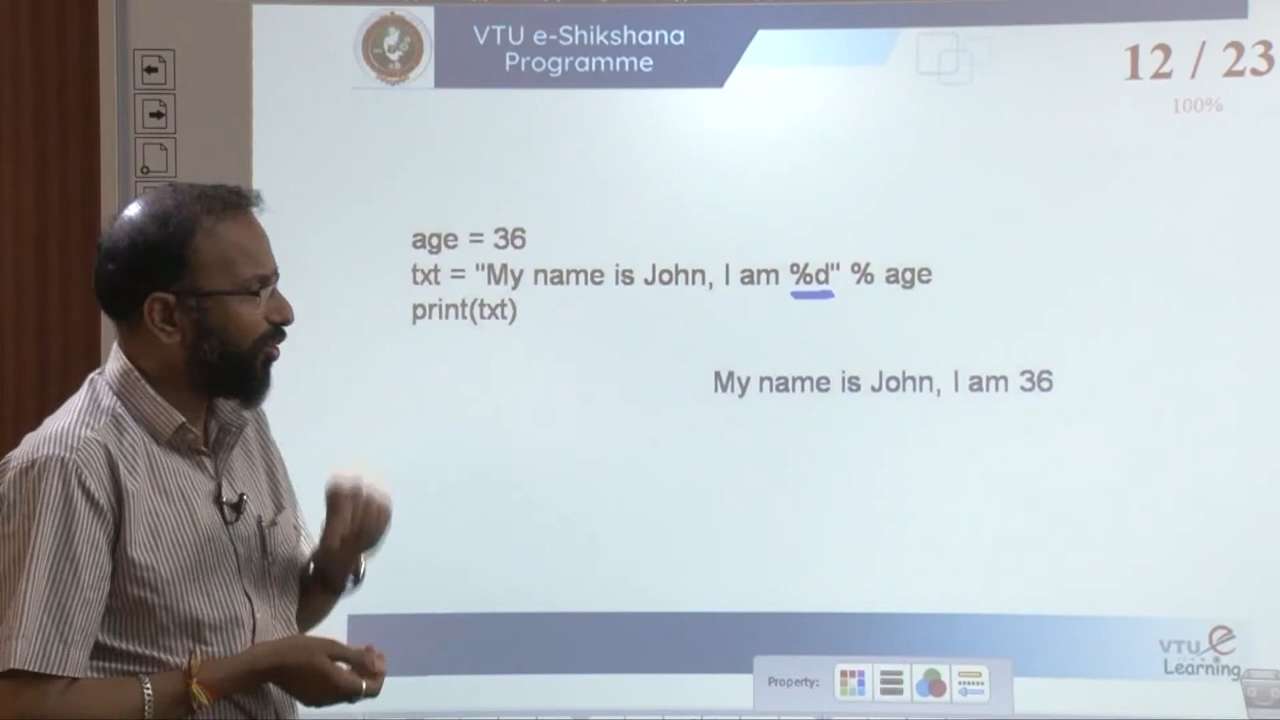 VTU e-Shikshana
Programme
12 / 23
100%
age = 36
txt = "My name is John, I am %d" % age
print(txt)
My name is John, I am 36
VTU e
Learning
Property: